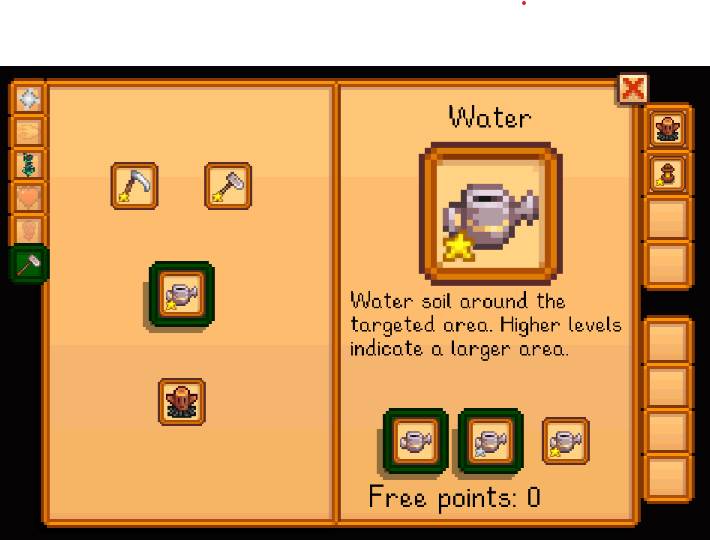 Water
Water soil around the
targeted area. Higher levels
indicate a larger area.
Free points: 0